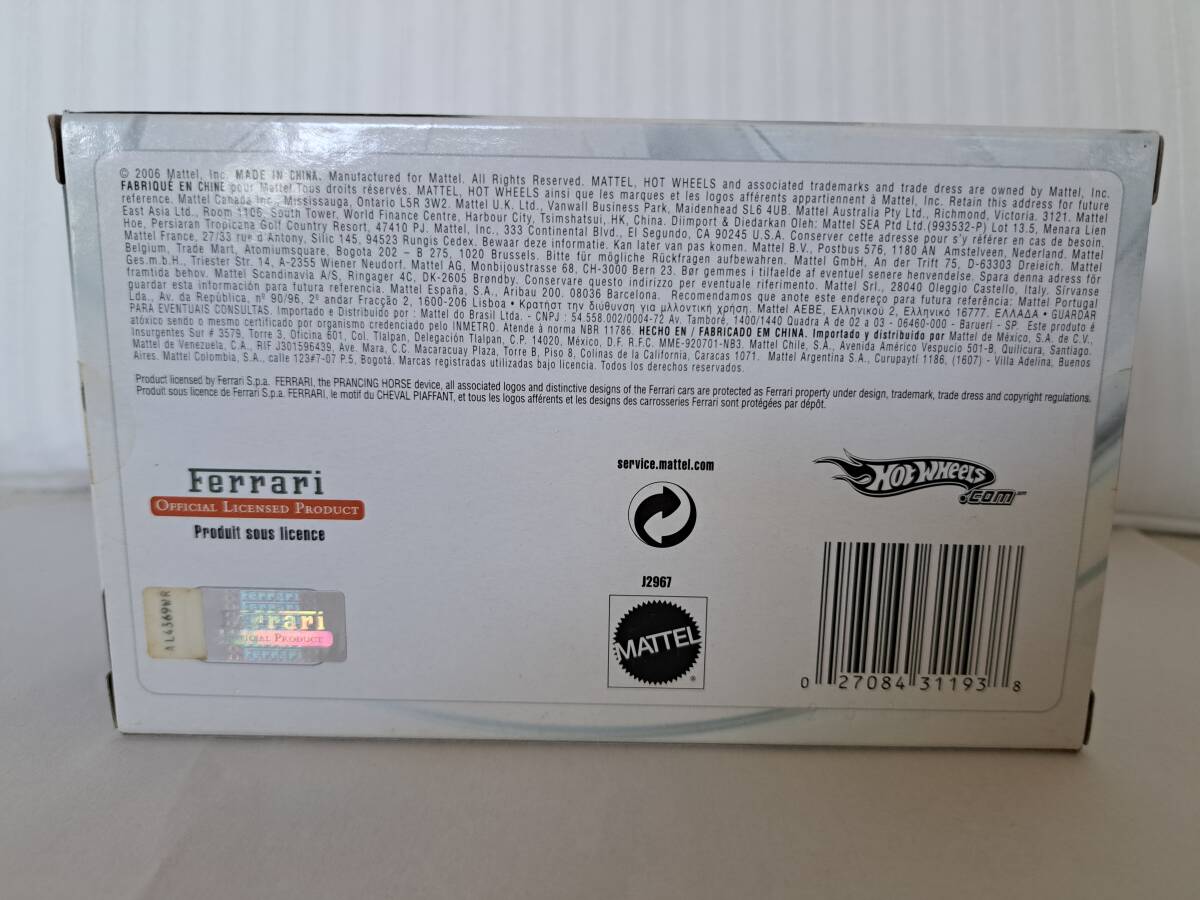 © 2006 Mattel, Inc. MADE IN CHINA. Manufactured for Mattel. All Rights Reserved. MATTEL, HOT WHEELS and associated trademarks and trade dress are owned by Mattel, Inc.
FABRIQUÉ EN CHINE pour Mattel.Tous droits réservés. MATTEL, HOT WHEELS ainsi que les marques et les logos afférents appartiennent à Mattel, Inc. Retain this address for future
reference. Mattel Canada Inc., Mississauga, Ontario L5R 3W2. Mattel U.K. Ltd., Vanwall Business Park, Maidenhead SL6 4UB. Mattel Australia Pty Ltd., Richmond, Victoria. 3121. Mattel
East Asia Ltd., Room 1106, South Tower, World Finance Centre, Harbour City, Tsimshatsui, HK, China. Diimport & Diedarkan Oleh: Mattel SEA Ptd Ltd.(993532-P) Lot 13.5, Menara Lien
Hoe, Persiaran Tropicana Golf Country Resort, 47410 PJ. Mattel, Inc., 333 Continental Blvd., El Segundo, CA 90245 U.S.A. Conserver cette adresse pour s'y référer en cas de besoin.
Mattel France, 27/33 rue d'Antony, Silic 145, 94523 Rungis Cedex. Bewaar deze informatie. Kan later van pas komen. Mattel B.V., Postbus 576, 1180 AN Amstelveen, Nederland. Mattel
Belgium, Trade Mart, Atomiumsquare, Bogota 202 - B 275, 1020 Brussels. Bitte für mögliche Rückfragen aufbewahren. Mattel GmbH, An der Trift 75, D-63303 Dreieich. Mattel
Ges.m.b.H., Triester Str. 14, A-2355 Wiener Neudorf. Mattel AG, Monbijoustrasse 68, CH-3000 Bern 23. Bør gemmes i tilfaelde af eventuel senere henvendelse. Spara denna adress för
framtida behov. Mattel Scandinavia A/S, Ringager 4C, DK-2605 Brøndby. Conservare questo indirizzo per eventuale riferimento. Mattel Srl., 28040 Oleggio Castello, Italy. Sírvanse
guardar esta información para futura referencia. Mattel España, S.A., Aribau 200. 08036 Barcelona. Recomendamos que anote este endereço para futura referência: Mattel Portugal
Lda., Av. da República, nº 90/96, 2º andar Fracção 2, 1600-206 Lisboa • Κρατήστ την διύθυνση για μλλοντική χρήση. Mattel AEBE, Ελληνικού 2, Ελληνικό 16777. ΕΛΛΑΔΑ • GUARDAR
PARA EVENTUAIS CONSULTAS. Importado e Distribuido por : Mattel do Brasil Ltda. - CNPJ : 54.558.002/0004-72 Av. Tamboré, 1400/1440 Quadra A de 02 a 03 - 06460-000 - Barueri - SP. Este produto é
atóxico sendo o mesmo certificado por organismo credenciado pelo INMETRO. Atende à norma NBR 11786. HECHO EN / FABRICADO EM CHINA. Importado y distribuido por Mattel de México, S.A. de C.V.,
Insurgentes Sur # 3579, Torre 3, Oficina 601, Col. Tlalpan, Delegación Tlalpan, C.P. 14020, México, D.F. R.F.C. MME-920701-NB3. Mattel Chile, S.A., Avenida Américo Vespucio 501-B, Quilicura, Santiago.
Mattel de Venezuela, C.A., RIF J301596439, Ave. Mara, C.C. Macaracuay Plaza, Torre B, Piso 8, Colinas de la California, Caracas 1071. Mattel Argentina S.A., Curupaytí 1186, (1607) - Villa Adelina, Buenos
Aires. Mattel Colombia, S.A., calle 123#7-07 P.5, Bogotá. Marcas registradas utilizadas bajo licencia. Todos los derechos reservados.
Product licensed by Ferrari S.p.a. FERRARI, the PRANCING HORSE device, all associated logos and distinctive designs of the Ferrari cars are protected as Ferrari property under design, trademark, trade dress and copyright regulations.
Produit sous licence de Ferrari S.p.a. FERRARI, le motif du CHEVAL PIAFFANT, et tous les logos afférents et les designs des carrosseries Ferrari sont protégées par dépôt.
Ferrari
OFFICIAL LICENSED PRODUCT
Produit sous licence
service.mattel.com
HOT WHEELS
.com
J2967
MATTEL
®
AL4369WR
Ferrari
Ferrari
Ferrari
OFFICIAL PRODUCT
Ferrari
0 27084 31193 8